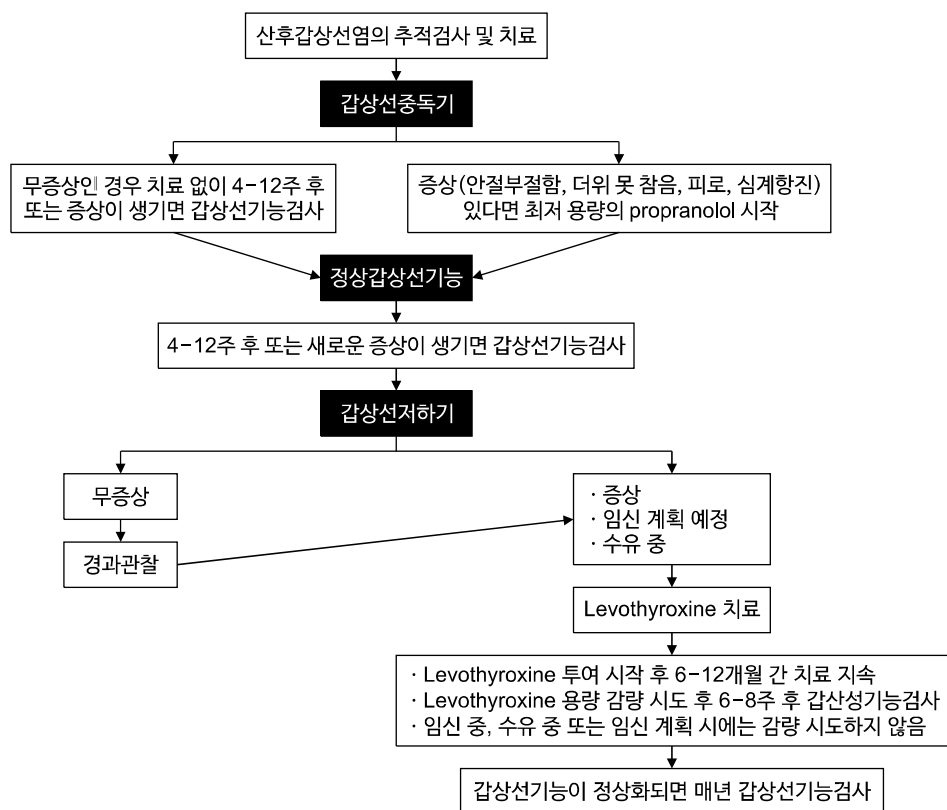 산후갑상선염의 추적검사 및 치료
갑상선중독기
무증상인 경우 치료 없이 4-12주 후
또는 증상이 생기면 갑상선기능검사
증상(안절부절함, 더위 못 참음, 피로, 심계항진)
있다면 최저 용량의 propranolol 시작
정상갑상선기능
4-12주 후 또는 새로운 증상이 생기면 갑상선기능검사
갑상선저하기
무증상
경과관찰
· 증상
· 임신 계획 예정
· 수유 중
Levothyroxine 치료
· Levothyroxine 투여 시작 후 6-12개월 간 치료 지속
· Levothyroxine 용량 감량 시도 후 6-8주 후 갑산성기능검사
· 임신 중, 수유 중 또는 임신 계획 시에는 감량 시도하지 않음
갑상선기능이 정상화되면 매년 갑상선기능검사